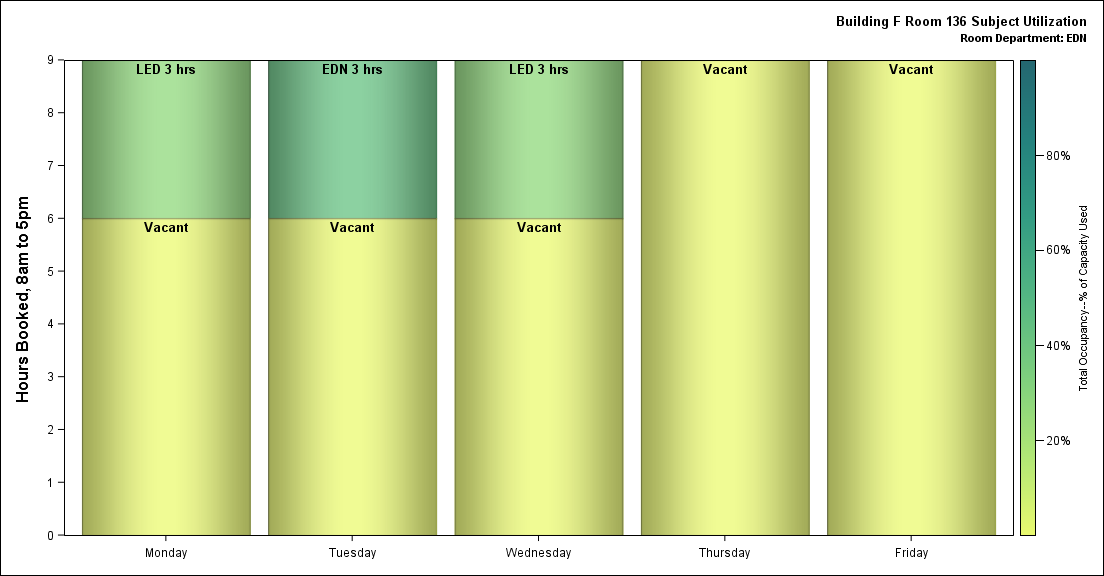 Building F Room 136 Subject Utilization
Room Department: EDN
Hours Booked, 8am to 5pm
9
8
7
6
5
4
3
2
1
0
LED 3 hrs
EDN 3 hrs
LED 3 hrs
Vacant
Vacant
Vacant
Vacant
Vacant
Monday
Tuesday
Wednesday
Thursday
Friday
80%
60%
40%
20%
Total Occupancy--% of Capacity Used